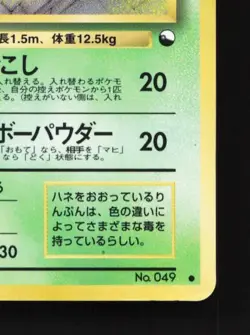 長1.5m、体重12.5kg
こし
入れ替える。入れ替わるポケモ
、自分の控えポケモンから1匹
える。(控えがいない側は、入れ
20
ボーパウダー
「おもて」なら、相手を「マヒ」
なら「どく」状態にする。
20
ハネをおおっているり
んぷんは、色の違いに
よってさまざまな毒を
持っているらしい。
30
No. 049 ●